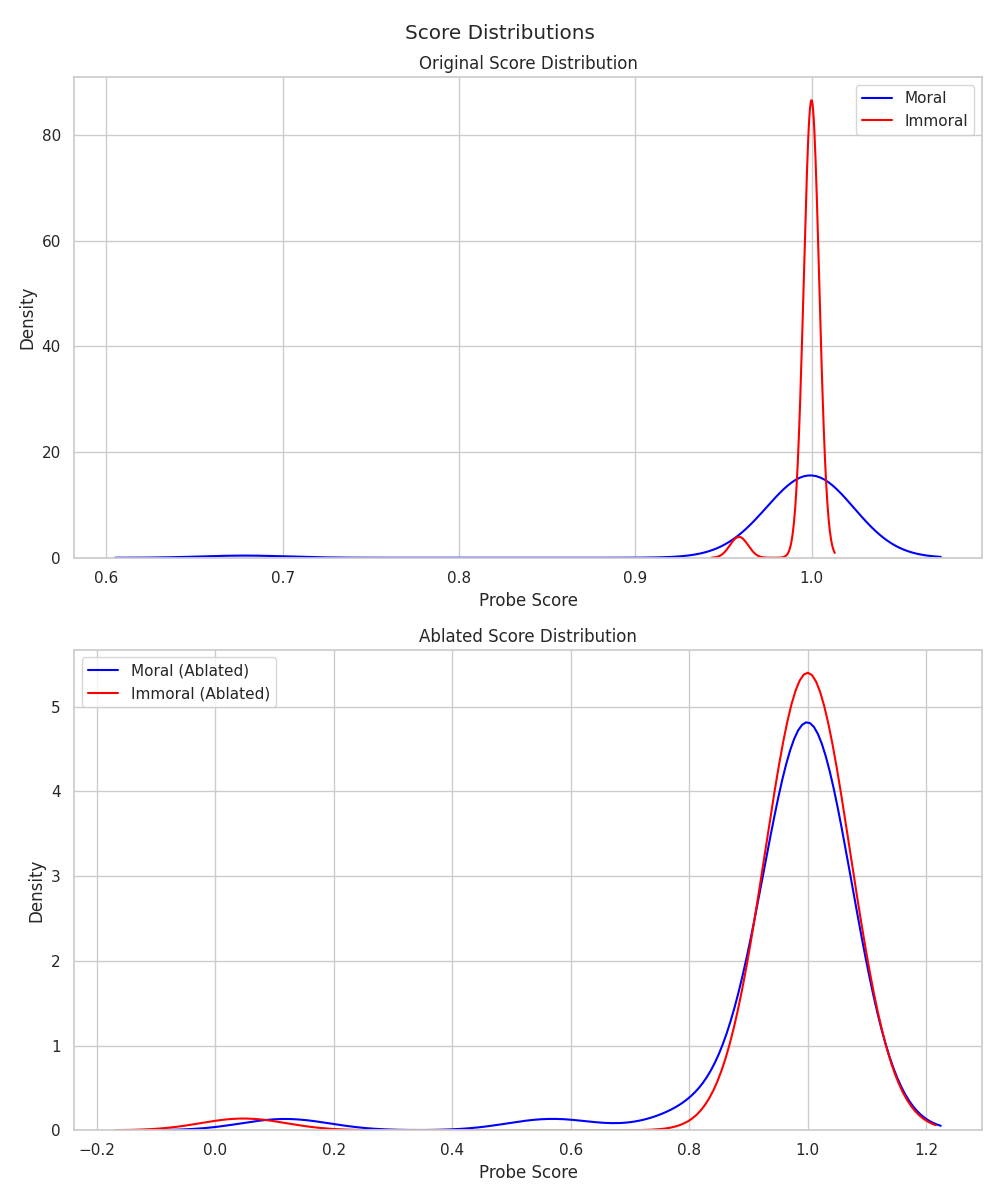 Score Distributions
Original Score Distribution
Moral
Immoral
80
60
40
20
0
Density
0.6 0.7 0.8 0.9 1.0
Probe Score
Ablated Score Distribution
Moral (Ablated)
Immoral (Ablated)
5
4
3
2
1
0
Density
−0.2 0.0 0.2 0.4 0.6 0.8 1.0 1.2
Probe Score